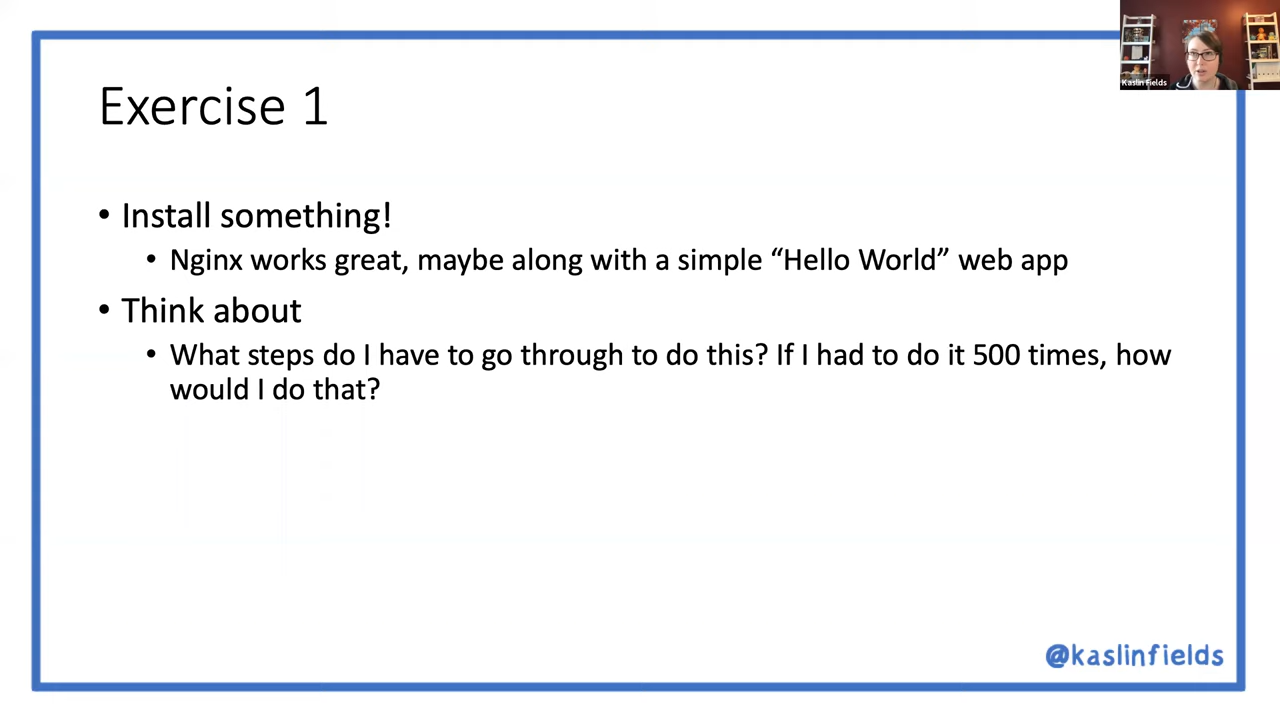 Kaslin Fields
Exercise 1
• Install something!
• Nginx works great, maybe along with a simple “Hello World” web app
• Think about
• What steps do I have to go through to do this? If I had to do it 500 times, how
would I do that?
@kaslinfields